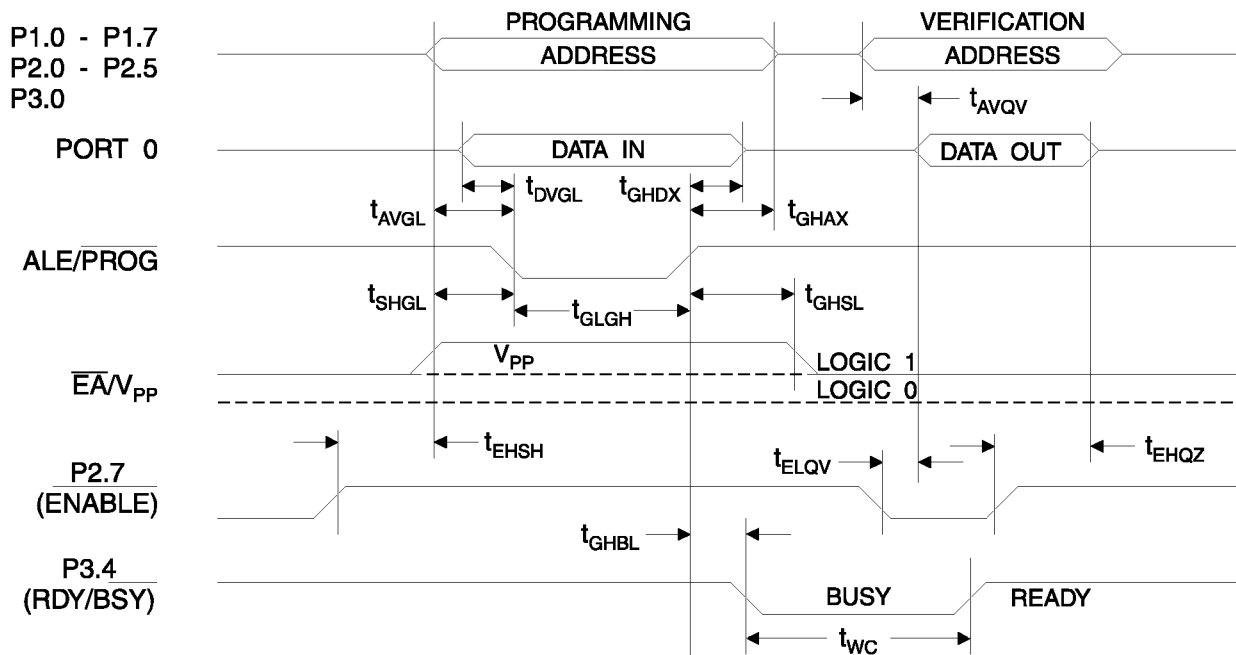 PROGRAMMING VERIFICATION
P1.0 - P1.7
P2.0 - P2.5
P3.0
ADDRESS ADDRESS
tAVQV
PORT 0 DATA IN DATA OUT
tDVGL tGHDX
tAVGL tGHAX
ALE/PROG
tSHGL tGLGH tGHSL
VPP LOGIC 1
EA/VPP LOGIC 0
tEHSH tELQV tEHQZ
P2.7
(ENABLE)
tGHBL
P3.4
(RDY/BSY) BUSY READY
tWC